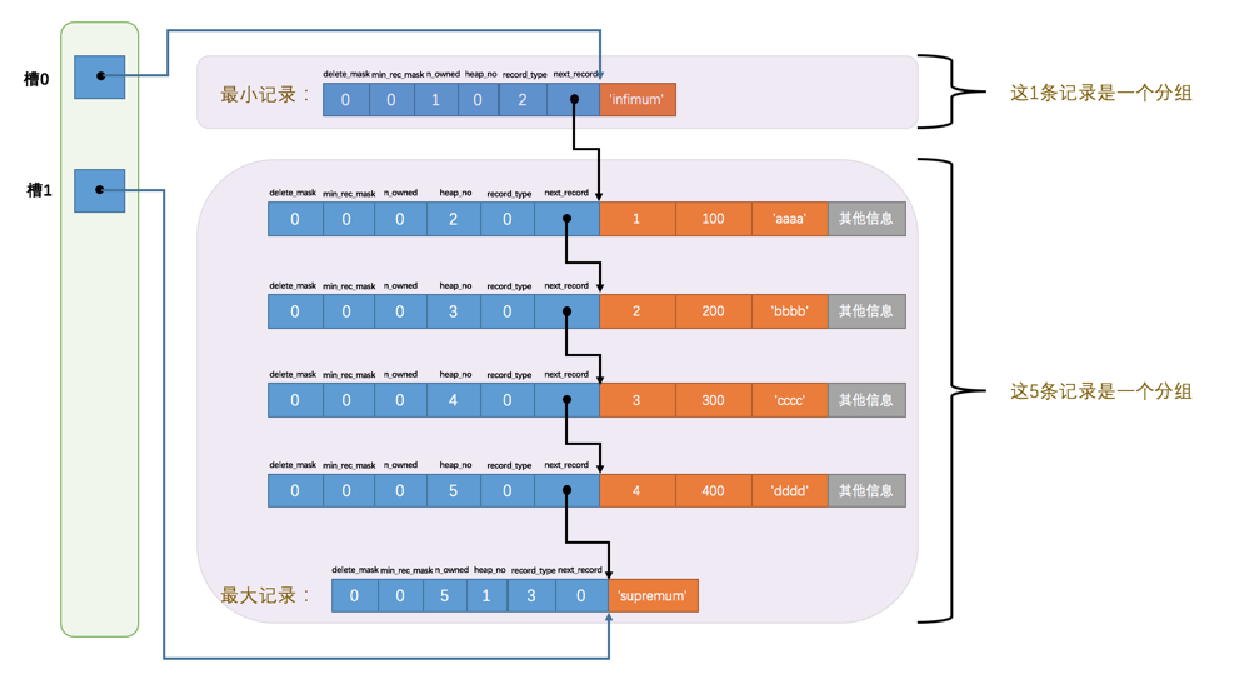 槽0
delete_mask min_rec_mask n_owned heap_no record_type next_record
最小记录： 0 0 1 0 2 'infimum'
这1条记录是一个分组
槽1
delete_mask min_rec_mask n_owned heap_no record_type next_record
0 0 0 2 0 1 100 'aaaa' 其他信息
delete_mask min_rec_mask n_owned heap_no record_type next_record
0 0 0 3 0 2 200 'bbbb' 其他信息
delete_mask min_rec_mask n_owned heap_no record_type next_record
0 0 0 4 0 3 300 'cccc' 其他信息
这5条记录是一个分组
delete_mask min_rec_mask n_owned heap_no record_type next_record
0 0 0 5 0 4 400 'dddd' 其他信息
delete_mask min_rec_mask n_owned heap_no record_type next_record
最大记录： 0 0 5 1 3 0 'supremum'